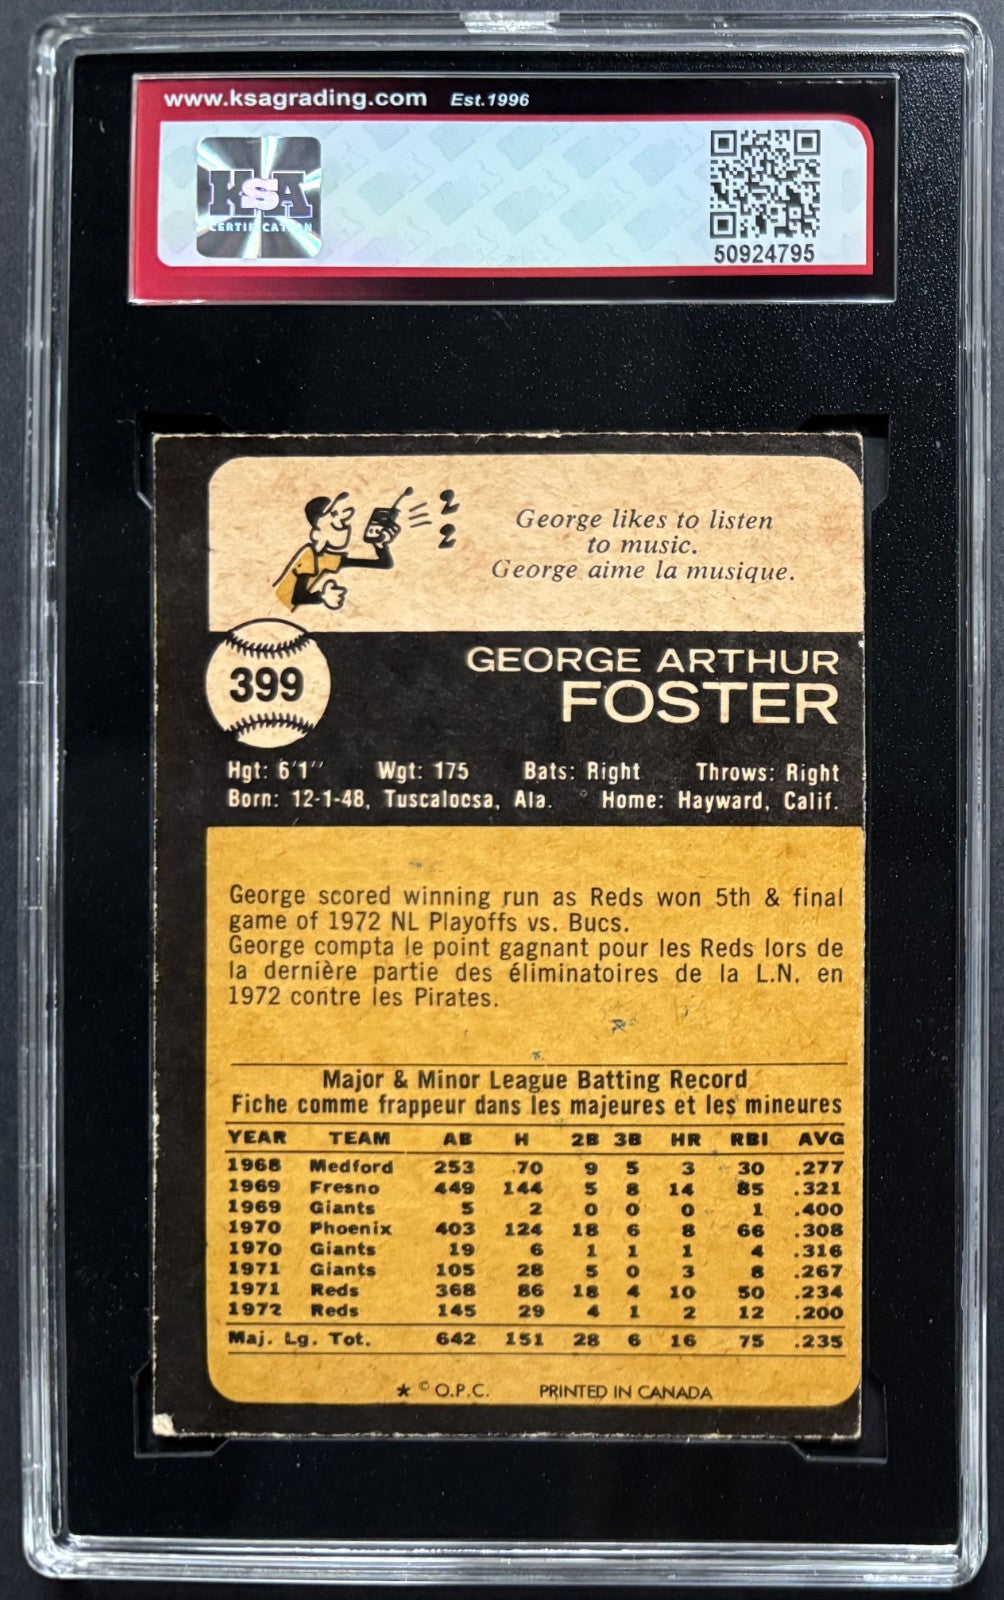 www.ksagrading.com Est.1996
KSA
CERTIFICATION
50924795
George likes to listen
to music.
George aime la musique.
399
GEORGE ARTHUR
FOSTER
Hgt: 6'1" Wgt: 175 Bats: Right Throws: Right
Born: 12-1-48, Tuscaloosa, Ala. Home: Hayward, Calif.
George scored winning run as Reds won 5th & final
game of 1972 NL Playoffs vs. Bucs.
George compta le point gagnant pour les Reds lors de
la dernière partie des éliminatoires de la L.N. en
1972 contre les Pirates.
Major & Minor League Batting Record
Fiche comme frappeur dans les majeures et les mineures
YEAR TEAM AB H 2B 3B HR RBI AVG
1968 Medford 253 70 9 5 3 30 .277
1969 Fresno 449 144 5 8 14 85 .321
1969 Giants 5 2 0 0 0 1 .400
1970 Phoenix 403 124 18 6 8 66 .308
1970 Giants 19 6 1 1 1 4 .316
1971 Giants 105 28 5 0 3 8 .267
1971 Reds 368 86 18 4 10 50 .234
1972 Reds 145 29 4 1 2 12 .200
Maj. Lg. Tot. 642 151 28 6 16 75 .235
* © O.P.C. PRINTED IN CANADA